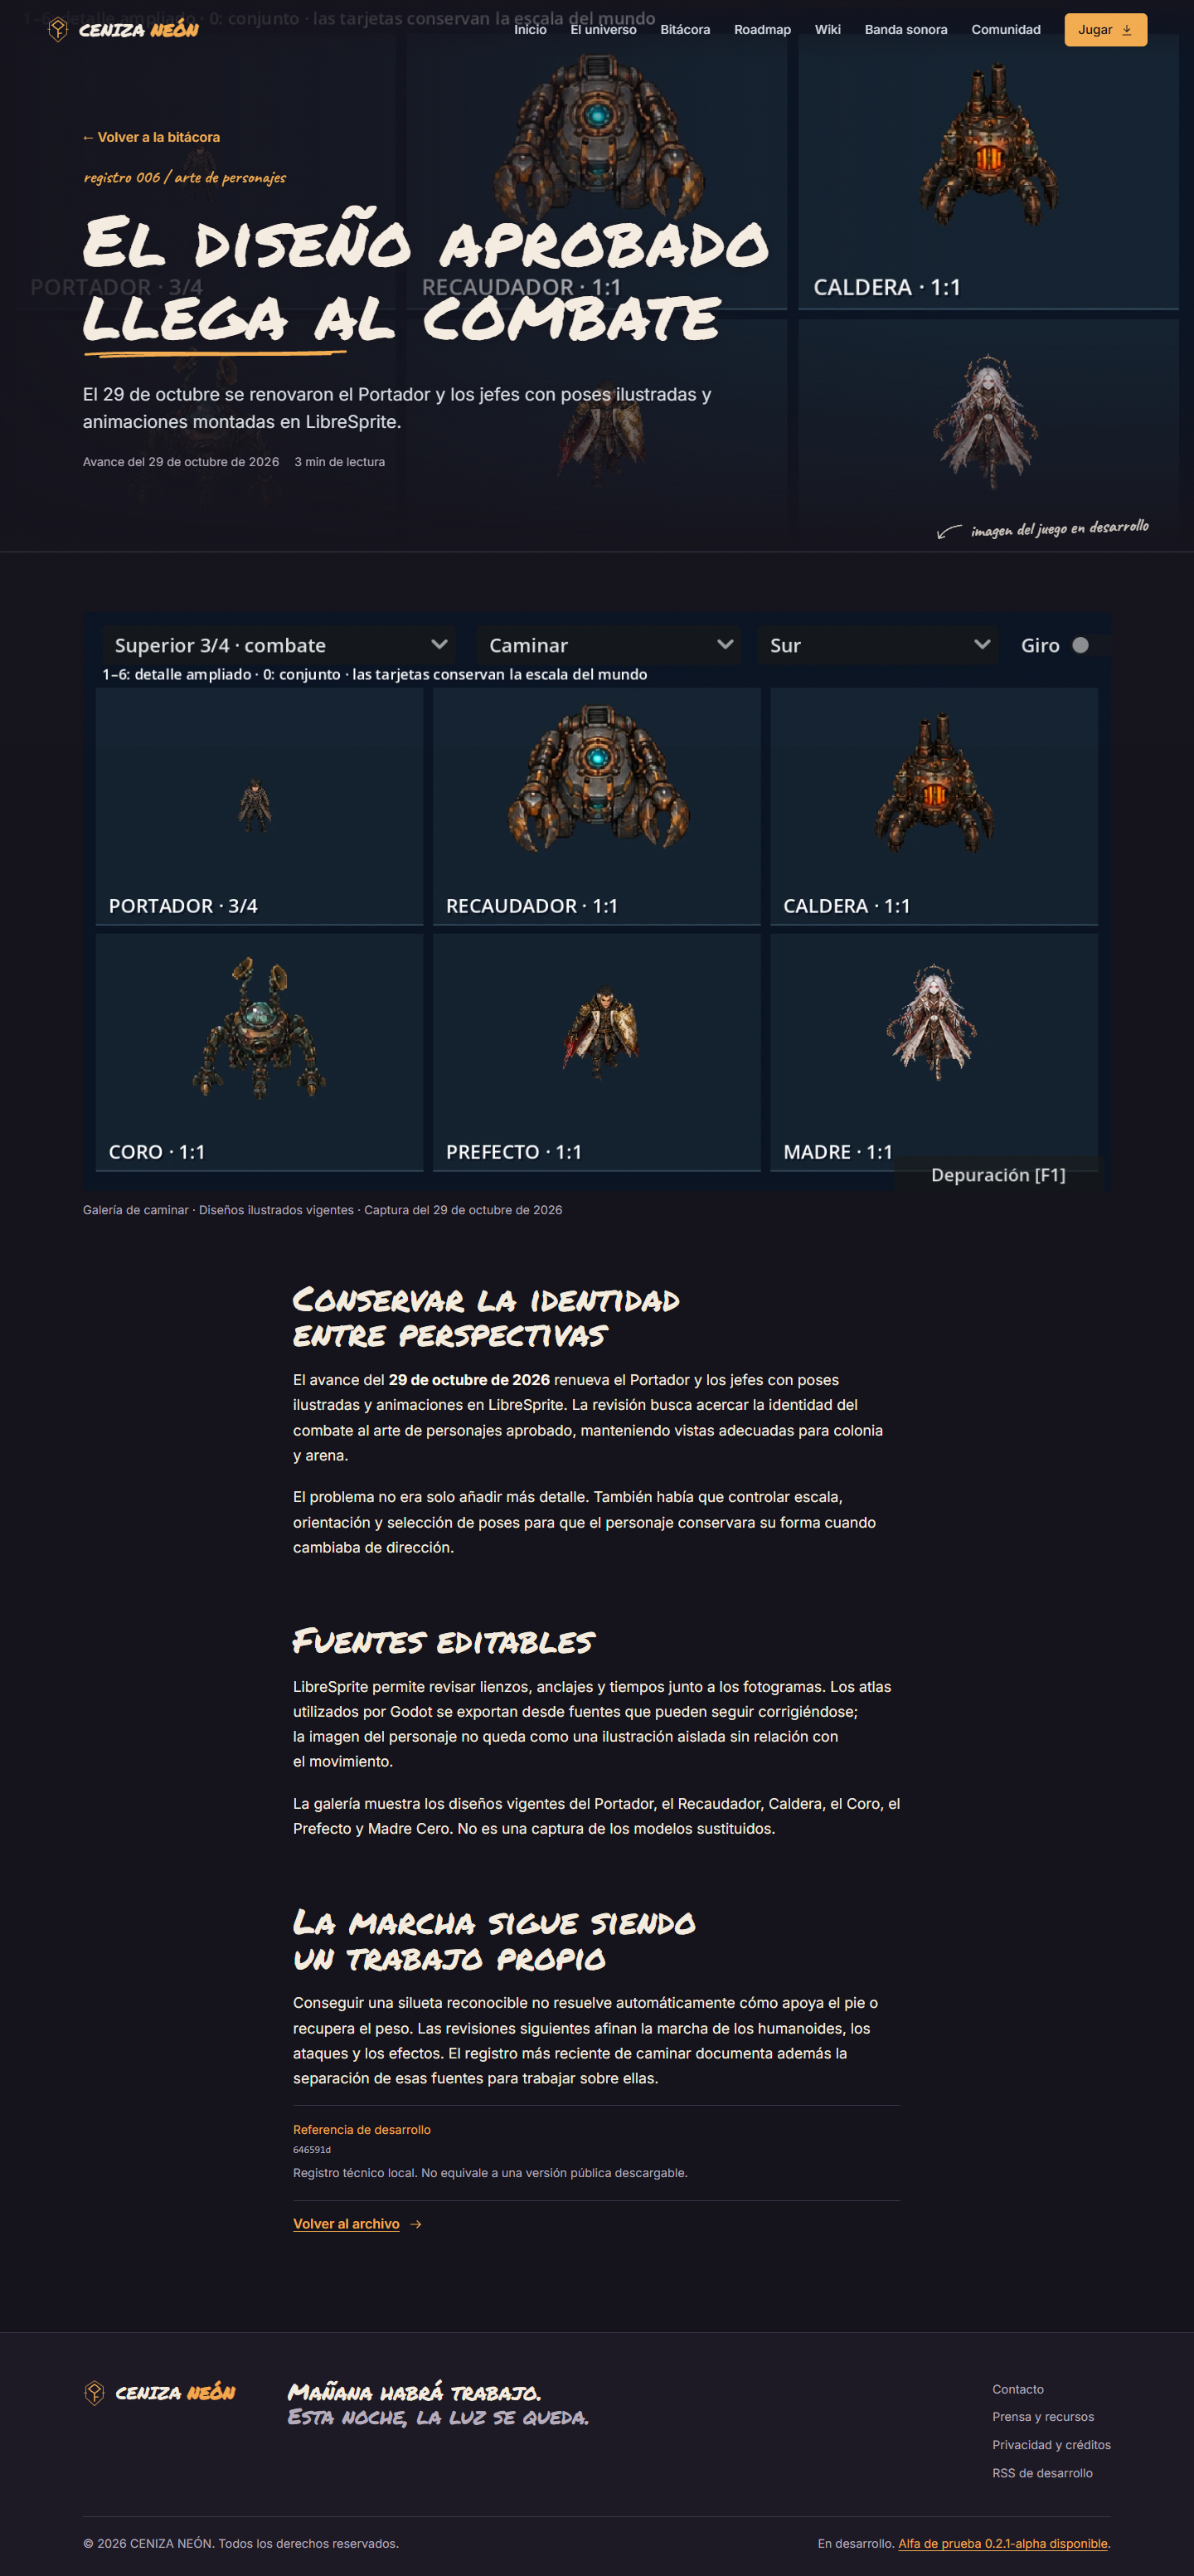 1–6: detalle ampliado · 0: conjunto · las tarjetas conservan la escala del mundo
CENIZA NEÓN
Inicio
El universo
Bitácora
Roadmap
Wiki
Banda sonora
Comunidad
Jugar
← Volver a la bitácora
registro 006 / arte de personajes
El diseño aprobado
llega al combate
PORTADOR · 3/4
RECAUDADOR · 1:1
CALDERA · 1:1
El 29 de octubre se renovaron el Portador y los jefes con poses ilustradas y
animaciones montadas en LibreSprite.
Avance del 29 de octubre de 2026
3 min de lectura
imagen del juego en desarrollo
Superior 3/4 · combate
Caminar
Sur
Giro
1–6: detalle ampliado · 0: conjunto · las tarjetas conservan la escala del mundo
PORTADOR · 3/4
RECAUDADOR · 1:1
CALDERA · 1:1
CORO · 1:1
PREFECTO · 1:1
MADRE · 1:1
Depuración [F1]
Galería de caminar · Diseños ilustrados vigentes · Captura del 29 de octubre de 2026
Conservar la identidad
entre perspectivas
El avance del 29 de octubre de 2026 renueva el Portador y los jefes con poses
ilustradas y animaciones en LibreSprite. La revisión busca acercar la identidad del
combate al arte de personajes aprobado, manteniendo vistas adecuadas para colonia
y arena.
El problema no era solo añadir más detalle. También había que controlar escala,
orientación y selección de poses para que el personaje conservara su forma cuando
cambiaba de dirección.
Fuentes editables
LibreSprite permite revisar lienzos, anclajes y tiempos junto a los fotogramas. Los atlas
utilizados por Godot se exportan desde fuentes que pueden seguir corrigiéndose;
la imagen del personaje no queda como una ilustración aislada sin relación con
el movimiento.
La galería muestra los diseños vigentes del Portador, el Recaudador, Caldera, el Coro, el
Prefecto y Madre Cero. No es una captura de los modelos sustituidos.
La marcha sigue siendo
un trabajo propio
Conseguir una silueta reconocible no resuelve automáticamente cómo apoya el pie o
recupera el peso. Las revisiones siguientes afinan la marcha de los humanoides, los
ataques y los efectos. El registro más reciente de caminar documenta además la
separación de esas fuentes para trabajar sobre ellas.
Referencia de desarrollo
646591d
Registro técnico local. No equivale a una versión pública descargable.
Volver al archivo →
CENIZA NEÓN
Mañana habrá trabajo.
Esta noche, la luz se queda.
Contacto
Prensa y recursos
Privacidad y créditos
RSS de desarrollo
© 2026 CENIZA NEÓN. Todos los derechos reservados.
En desarrollo. Alfa de prueba 0.2.1-alpha disponible.